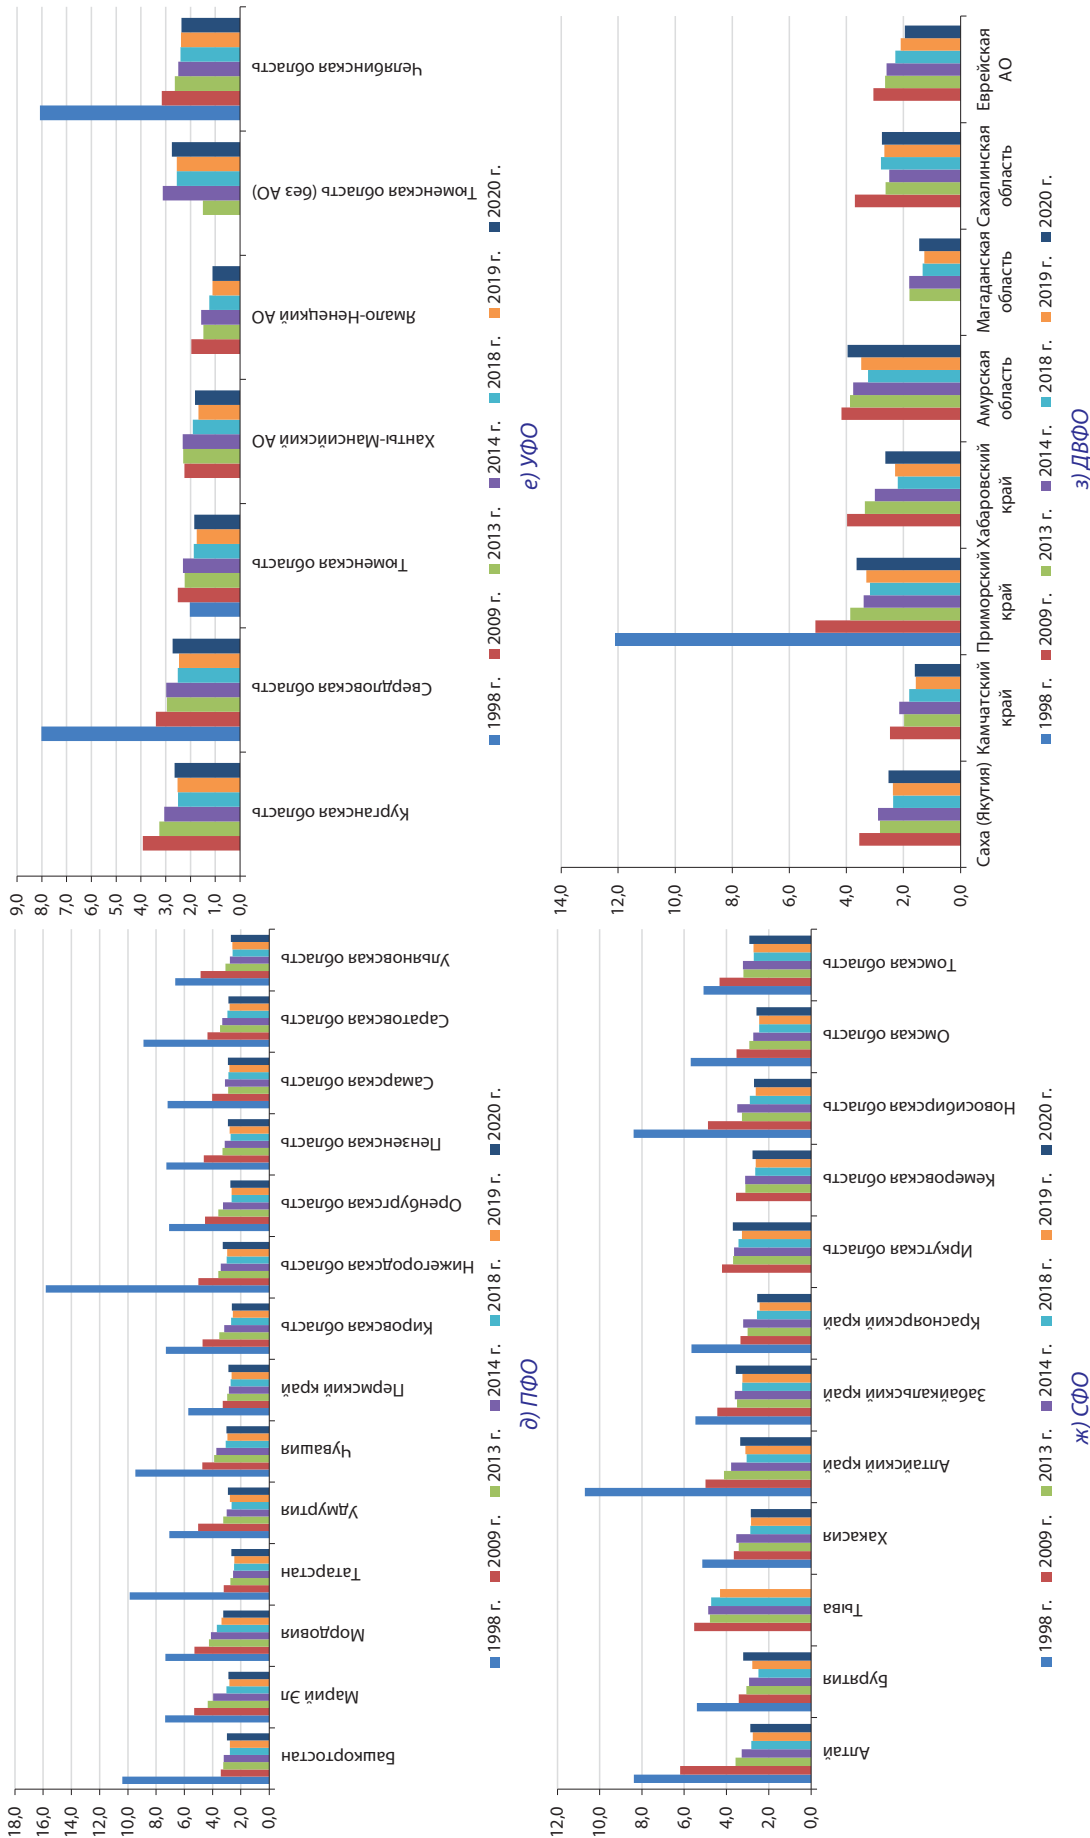 18,0
16,0
14,0
12,0
10,0
8,0
6,0
4,0
2,0
0,0
Башкортостан
Марий Эл
Мордовия
Татарстан
Удмуртия
Чувашия
Пермский край
Кировская область
Нижегородская область
Оренбургская область
Пензенская область
Самарская область
Саратовская область
Ульяновская область
1998 г. 2009 г. 2013 г. 2014 г. 2018 г. 2019 г. 2020 г.
д) ПФО
9,0
8,0
7,0
6,0
5,0
4,0
3,0
2,0
1,0
0,0
Курганская область
Свердловская область
Тюменская область
Ханты-Мансийский АО
Ямало-Ненецкий АО
Тюменская область (без АО)
Челябинская область
1998 г. 2009 г. 2013 г. 2014 г. 2018 г. 2019 г. 2020 г.
е) УФО
12,0
10,0
8,0
6,0
4,0
2,0
0,0
Алтай
Бурятия
Тыва
Хакасия
Алтайский край
Забайкальский край
Красноярский край
Иркутская область
Кемеровская область
Новосибирская область
Омская область
Томская область
1998 г. 2009 г. 2013 г. 2014 г. 2018 г. 2019 г. 2020 г.
ж) СФО
14,0
12,0
10,0
8,0
6,0
4,0
2,0
0,0
Саха (Якутия) Камчатский Приморский Хабаровский Амурская Магаданская Сахалинская Еврейская
край край край область область область АО
1998 г. 2009 г. 2013 г. 2014 г. 2018 г. 2019 г. 2020 г.
з) ДВФО